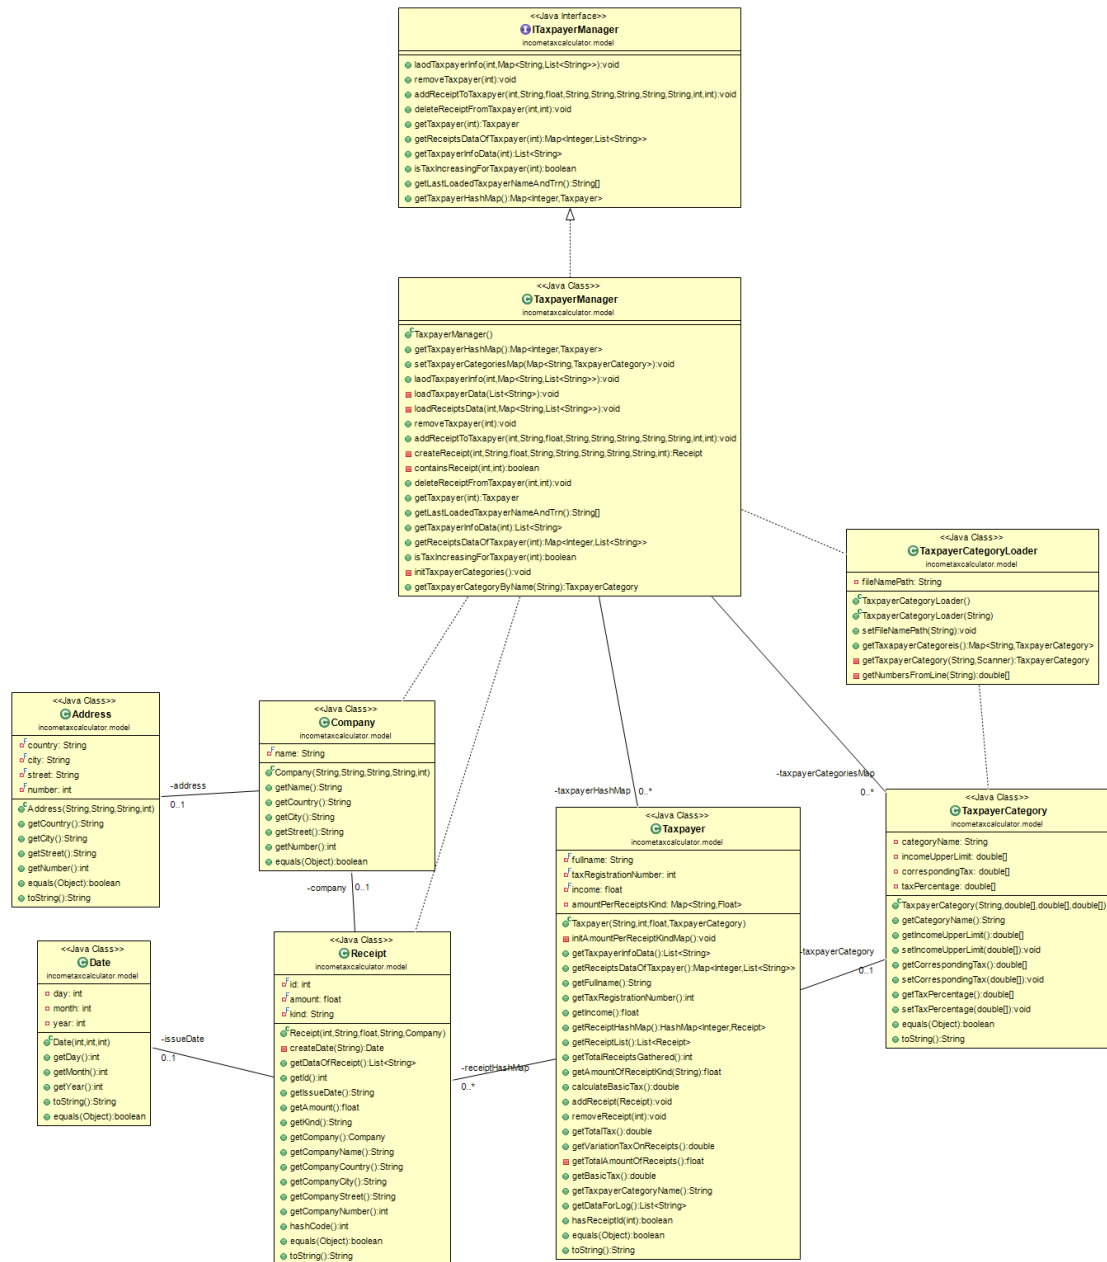 <<Java Interface>>
ITaxpayerManager
incometaxcalculator.model
laodTaxpayerInfo(int,Map<String,List<String>>):void
removeTaxpayer(int):void
addReceiptToTaxapyer(int,String,float,String,String,String,String,String,int,int):void
deleteReceiptFromTaxpayer(int,int):void
getTaxpayer(int):Taxpayer
getReceiptsDataOfTaxpayer(int):Map<Integer,List<String>>
getTaxpayerInfoData(int):List<String>
isTaxIncreasingForTaxpayer(int):boolean
getLastLoadedTaxpayerNameAndTrn():String[]
getTaxpayerHashMap():Map<Integer,Taxpayer>
<<Java Class>>
TaxpayerManager
incometaxcalculator.model
TaxpayerManager()
getTaxpayerHashMap():Map<Integer,Taxpayer>
setTaxpayerCategoriesMap(Map<String,TaxpayerCategory>):void
laodTaxpayerInfo(int,Map<String,List<String>>):void
loadTaxpayerData(List<String>):void
loadReceiptsData(int,Map<String,List<String>>):void
removeTaxpayer(int):void
addReceiptToTaxapyer(int,String,float,String,String,String,String,String,int,int):void
createReceipt(int,String,float,String,String,String,String,String,int):Receipt
containsReceipt(int,int):boolean
deleteReceiptFromTaxpayer(int,int):void
getTaxpayer(int):Taxpayer
getLastLoadedTaxpayerNameAndTrn():String[]
getTaxpayerInfoData(int):List<String>
getReceiptsDataOfTaxpayer(int):Map<Integer,List<String>>
isTaxIncreasingForTaxpayer(int):boolean
initTaxpayerCategories():void
getTaxpayerCategoryByName(String):TaxpayerCategory
<<Java Class>>
TaxpayerCategoryLoader
incometaxcalculator.model
fileNamePath: String
TaxpayerCategoryLoader()
TaxpayerCategoryLoader(String)
setFileNamePath(String):void
getTaxapayerCategoreis():Map<String,TaxpayerCategory>
getTaxpayerCategory(String,Scanner):TaxpayerCategory
getNumbersFromLine(String):double[]
<<Java Class>>
Address
incometaxcalculator.model
country: String
city: String
street: String
number: int
Address(String,String,String,int)
getCountry():String
getCity():String
getStreet():String
getNumber():int
equals(Object):boolean
toString():String
-address
0..1
<<Java Class>>
Company
incometaxcalculator.model
name: String
Company(String,String,String,String,int)
getName():String
getCountry():String
getCity():String
getStreet():String
getNumber():int
equals(Object):boolean
-company 0..1
-taxpayerHashMap 0..*
-taxpayerCategoriesMap
0..*
<<Java Class>>
Taxpayer
incometaxcalculator.model
fullname: String
taxRegistrationNumber: int
income: float
amountPerReceiptsKind: Map<String,Float>
Taxpayer(String,int,float,TaxpayerCategory)
initAmountPerReceiptKindMap():void
getTaxpayerInfoData():List<String>
getReceiptsDataOfTaxpayer():Map<Integer,List<String>>
getFullname():String
getTaxRegistrationNumber():int
getIncome():float
getReceiptHashMap():HashMap<Integer,Receipt>
getReceiptList():List<Receipt>
getTotalReceiptsGathered():int
getAmountOfReceiptKind(String):float
calculateBasicTax():double
addReceipt(Receipt):void
removeReceipt(int):void
getTotalTax():double
getVariationTaxOnReceipts():double
getTotalAmountOfReceipts():float
getBasicTax():double
getTaxpayerCategoryName():String
getDataForLog():List<String>
hasReceiptId(int):boolean
equals(Object):boolean
toString():String
-taxpayerCategory
0..1
<<Java Class>>
TaxpayerCategory
incometaxcalculator.model
categoryName: String
incomeUpperLimit: double[]
correspondingTax: double[]
taxPercentage: double[]
TaxpayerCategory(String,double[],double[],double[])
getCategoryName():String
getIncomeUpperLimit():double[]
setIncomeUpperLimit(double[]):void
getCorrespondingTax():double[]
setCorrespondingTax(double[]):void
getTaxPercentage():double[]
setTaxPercentage(double[]):void
equals(Object):boolean
toString():String
<<Java Class>>
Date
incometaxcalculator.model
day: int
month: int
year: int
Date(int,int,int)
getDay():int
getMonth():int
getYear():int
toString():String
equals(Object):boolean
-issueDate
0..1
<<Java Class>>
Receipt
incometaxcalculator.model
id: int
amount: float
kind: String
Receipt(int,String,float,String,Company)
createDate(String):Date
getDataOfReceipt():List<String>
getId():int
getIssueDate():String
getAmount():float
getKind():String
getCompany():Company
getCompanyName():String
getCompanyCountry():String
getCompanyCity():String
getCompanyStreet():String
getCompanyNumber():int
hashCode():int
equals(Object):boolean
toString():String
-receiptHashMap
0..*